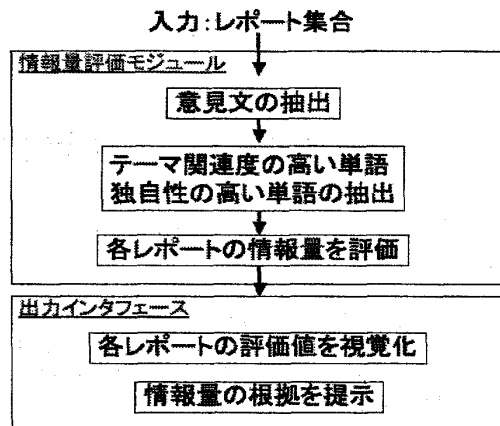 入力:レポート集合
情報量評価モジュール
意見文の抽出
テーマ関連度の高い単語
独自性の高い単語の抽出
各レポートの情報量を評価
出力インタフェース
各レポートの評価値を視覚化
情報量の根拠を提示